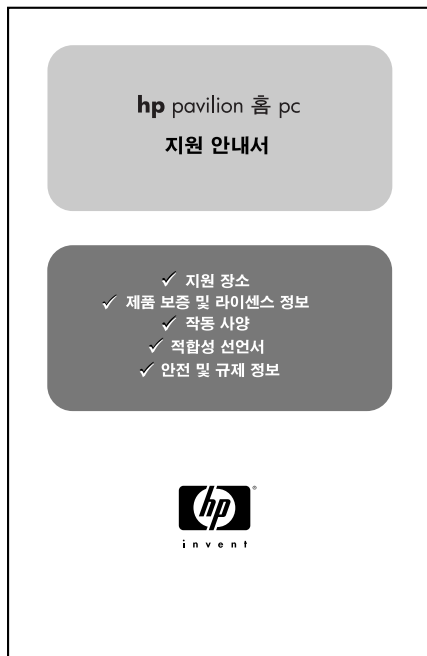 hp pavilion 홈 pc
지원 안내서
✓ 지원 장소
✓ 제품 보증 및 라이센스 정보
✓ 작동 사양
✓ 적합성 선언서
✓ 안전 및 규제 정보
hp®
invent